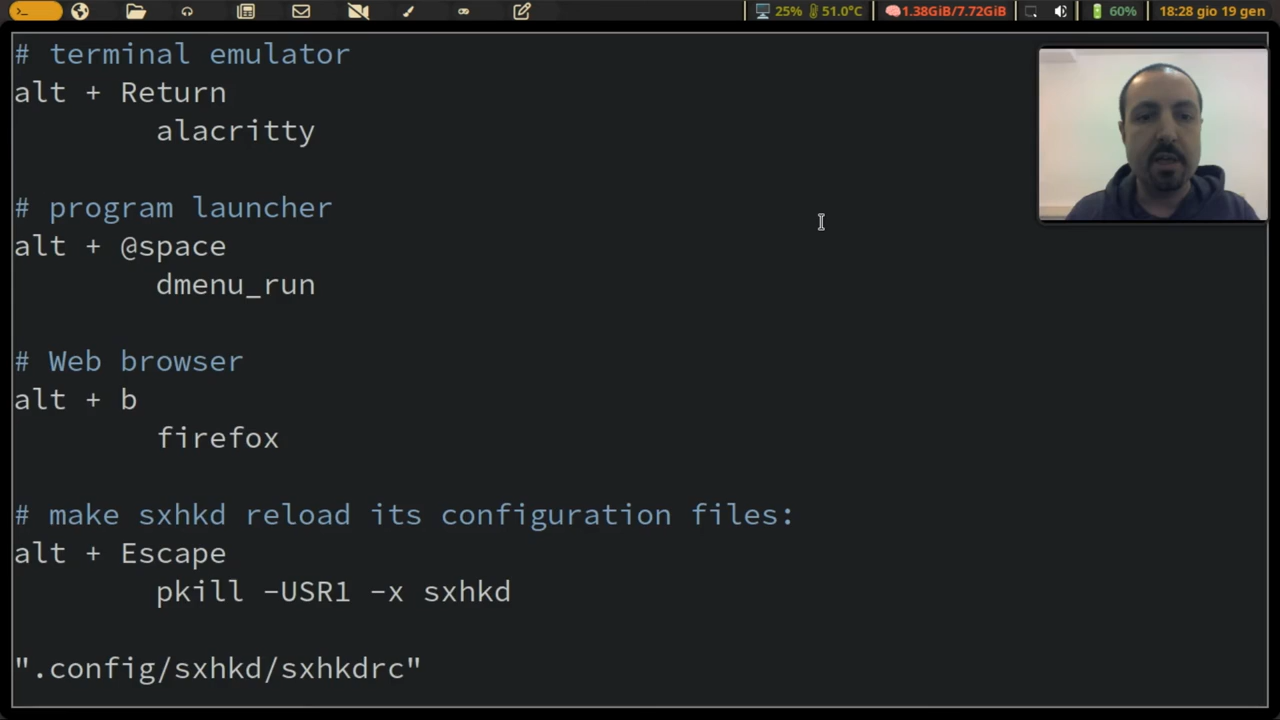 25% 51.0°C 1.38GiB/7.72GiB 60% 18:28 gio 19 gen
# terminal emulator
alt + Return
alacritty
# program launcher
alt + @space
dmenu_run
# Web browser
alt + b
firefox
# make sxhkd reload its configuration files:
alt + Escape
pkill -USR1 -x sxhkd
".config/sxhkd/sxhkdrc"